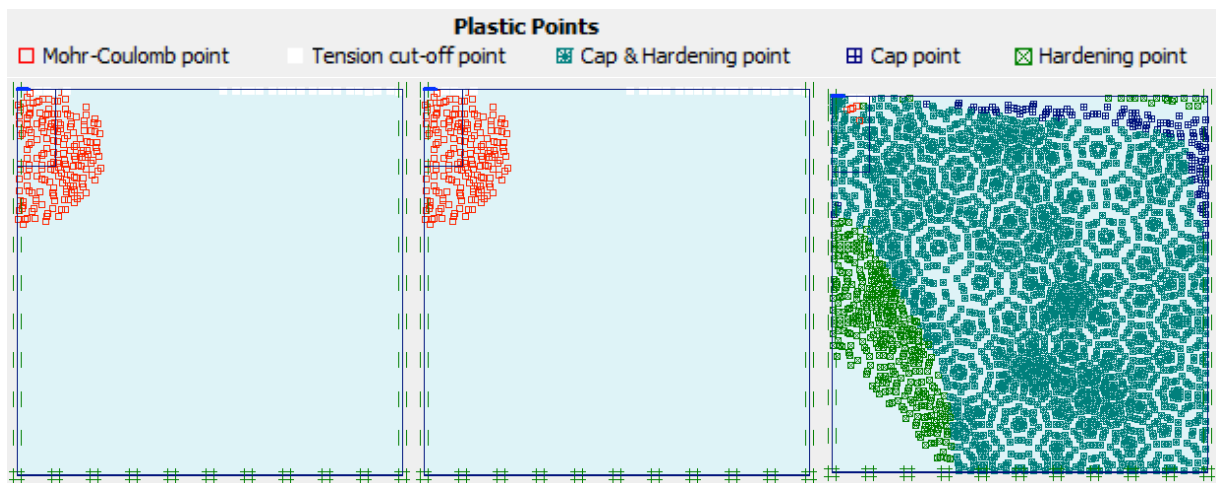 Plastic Points
Mohr-Coulomb point Tension cut-off point Cap & Hardening point Cap point Hardening point